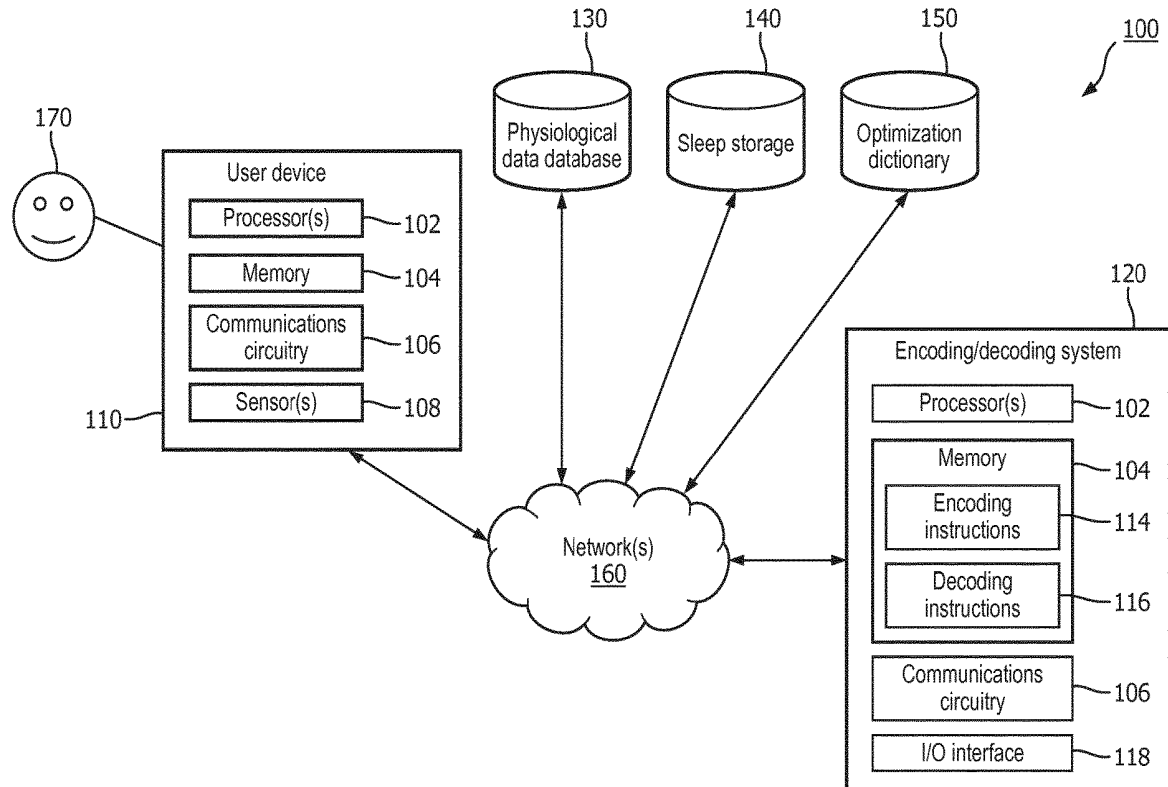 130
140
150
100
170
Physiological
data database
Sleep storage
Optimization
dictionary
User device
Processor(s)
102
Memory
104
Communications
circuitry
106
Sensor(s)
108
110
120
Encoding/decoding system
Processor(s)
102
Memory
104
Encoding
instructions
114
Decoding
instructions
116
Communications
circuitry
106
I/O interface
118
Network(s)
160